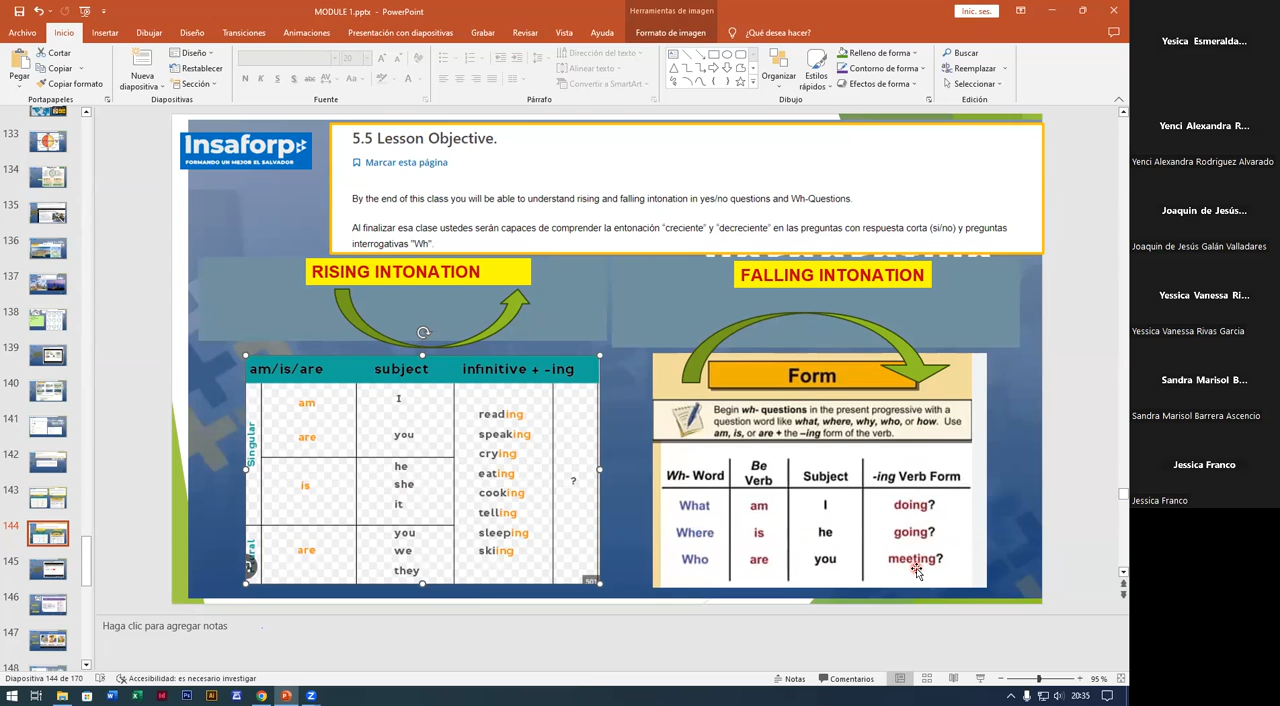 MODULE 1.pptx - PowerPoint
Herramientas de imagen
Inic. ses.
Archivo Inicio Insertar Dibujar Diseño Transiciones Animaciones Presentación con diapositivas Grabar Revisar Vista Ayuda Formato de imagen ¿Qué desea hacer?
Pegar
Cortar
Copiar
Copiar formato
Portapapeles
Nueva diapositiva
Diseño
Restablecer
Sección
Diapositivas
20
N K S S abc AV Aa A
Fuente
Dirección del texto
Alinear texto
Convertir a SmartArt
Párrafo
Organizar
Estilos rápidos
Relleno de forma
Contorno de forma
Efectos de forma
Dibujo
Buscar
Reemplazar
Seleccionar
Edición
133
135
136
137
138
139
140
141
142
143
144
145
146
147
148
Insaforp
FORMANDO UN MEJOR EL SALVADOR
5.5 Lesson Objective.
Marcar esta página
By the end of this class you will be able to understand rising and falling intonation in yes/no questions and Wh-Questions.
Al finalizar esa clase ustedes serán capaces de comprender la entonación "creciente" y "decreciente" en las preguntas con respuesta corta (si/no) y preguntas
interrogativas "Wh".
RISING INTONATION
FALLING INTONATION
am/is/are subject infinitive + -ing
Singular
am I
are you
is he
she
it
are you
we
they
reading
speaking
crying
eating
cooking
telling
sleeping
skiing
?
Form
Begin wh- questions in the present progressive with a
question word like what, where, why, who, or how. Use
am, is, or are + the -ing form of the verb.
Wh- Word Be Verb Subject -ing Verb Form
What am I doing?
Where is he going?
Who are you meeting?
Haga clic para agregar notas
Diapositiva 144 de 170
Accesibilidad: es necesario investigar
Notas
Comentarios
95 %
20:35
Yesica Esmeralda...
Yenci Alexandra R...
Yenci Alexandra Rodriguez Alvarado
Joaquin de Jesús...
Joaquin de Jesús Galán Valladares
Yessica Vanessa Ri...
Yessica Vanessa Rivas Garcia
Sandra Marisol B...
Sandra Marisol Barrera Ascencio
Jessica Franco
Jessica Franco